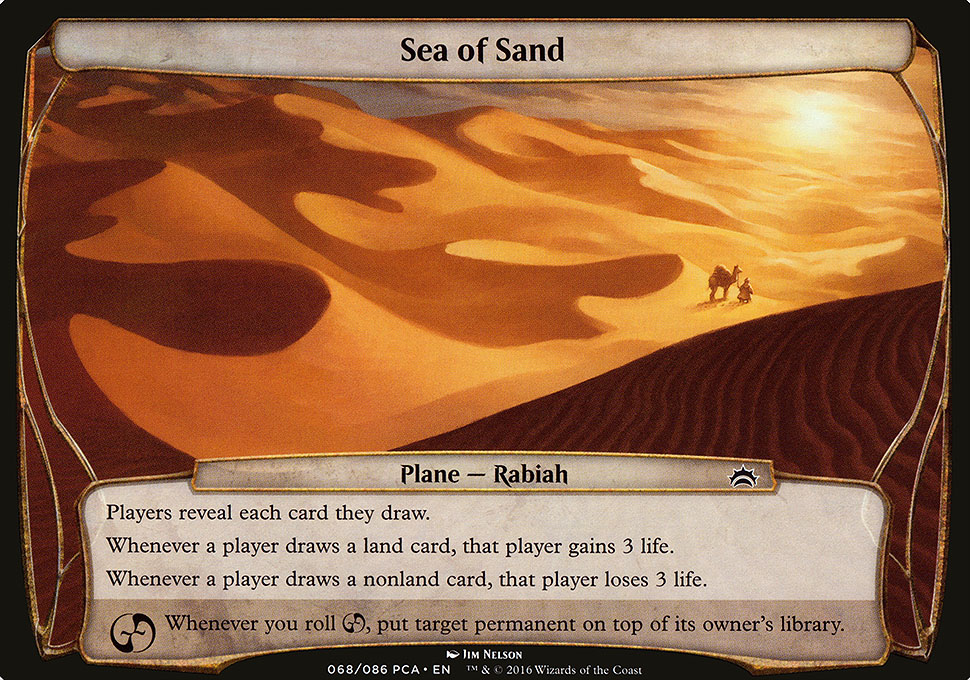 Sea of Sand
Plane — Rabiah
Players reveal each card they draw.
Whenever a player draws a land card, that player gains 3 life.
Whenever a player draws a nonland card, that player loses 3 life.
Whenever you roll , put target permanent on top of its owner's library.
Jim Nelson
068/086 PCA • EN ™ & © 2016 Wizards of the Coast